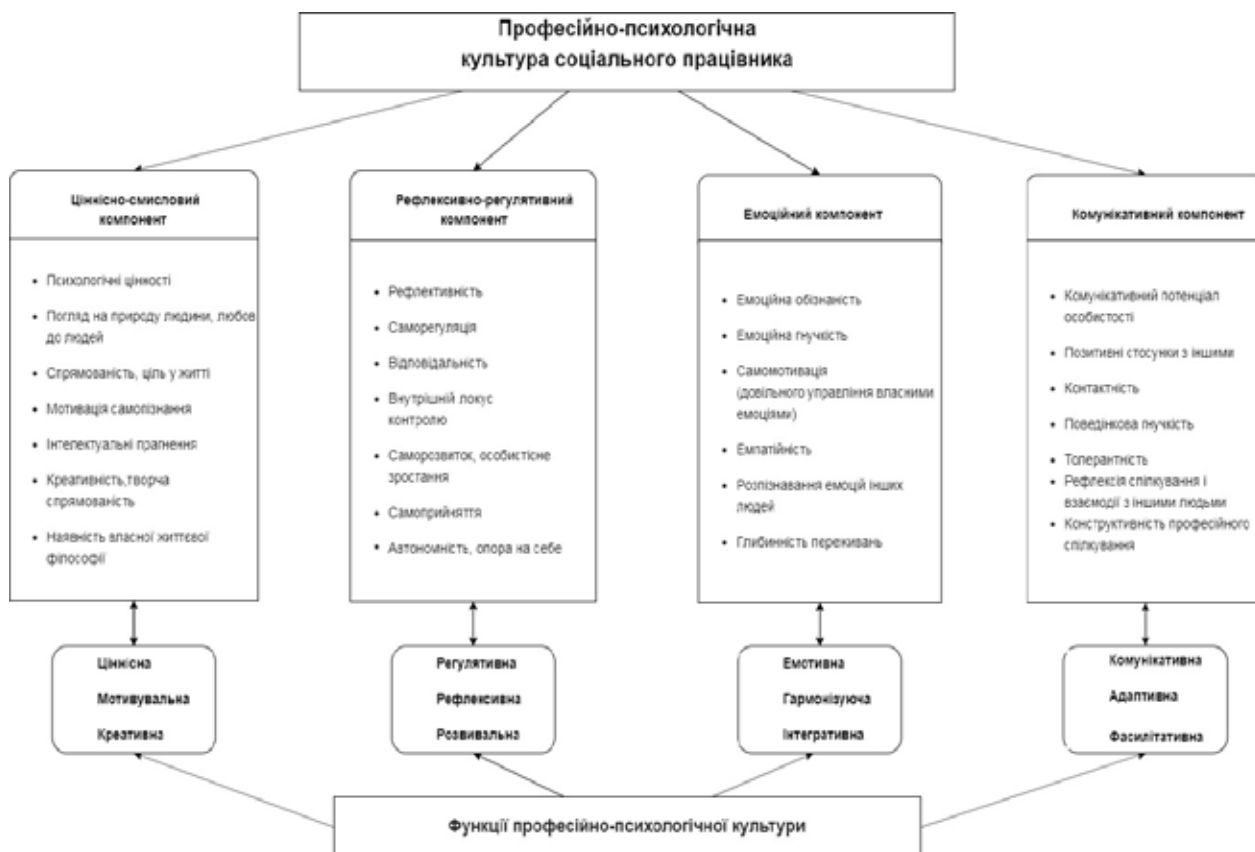 Професійно-психологічна
культура соціального працівника
Ціннісно-смисловий
компонент
Психологічні цінності
Погляд на природу людини, любов
до людей
Спрямованість, ціль у житті
Мотивація самопізнання
Інтелектуальні прагнення
Креативність,творча
спрямованість
Наявність власної життєвої
філософії
Рефлексивно-регулятивний
компонент
Рефлективність
Саморегуляція
Відповідальність
Внутрішній локус
контролю
Саморозвиток, особистісне
зростання
Самоприйняття
Автономність, опора на себе
Емоційний компонент
Емоційна обізнаність
Емоційна гнучкість
Самомотивація
(довільного управління власними
емоціями)
Емпатійність
Розпізнавання емоцій інших
людей
Глибинність переживань
Комунікативний компонент
Комунікативний потенціал
особистості
Позитивні стосунки з іншими
Контактність
Поведінкова гнучкість
Толерантність
Рефлексія спілкування і
взаємодії з іншими людьми
Конструктивність професійного
спілкування
Ціннісна
Мотивувальна
Креативна
Регулятивна
Рефлексивна
Розвивальна
Емотивна
Гармонізуюча
Інтегративна
Комунікативна
Адаптивна
Фасилітативна
Функції професійно-психологічної культури